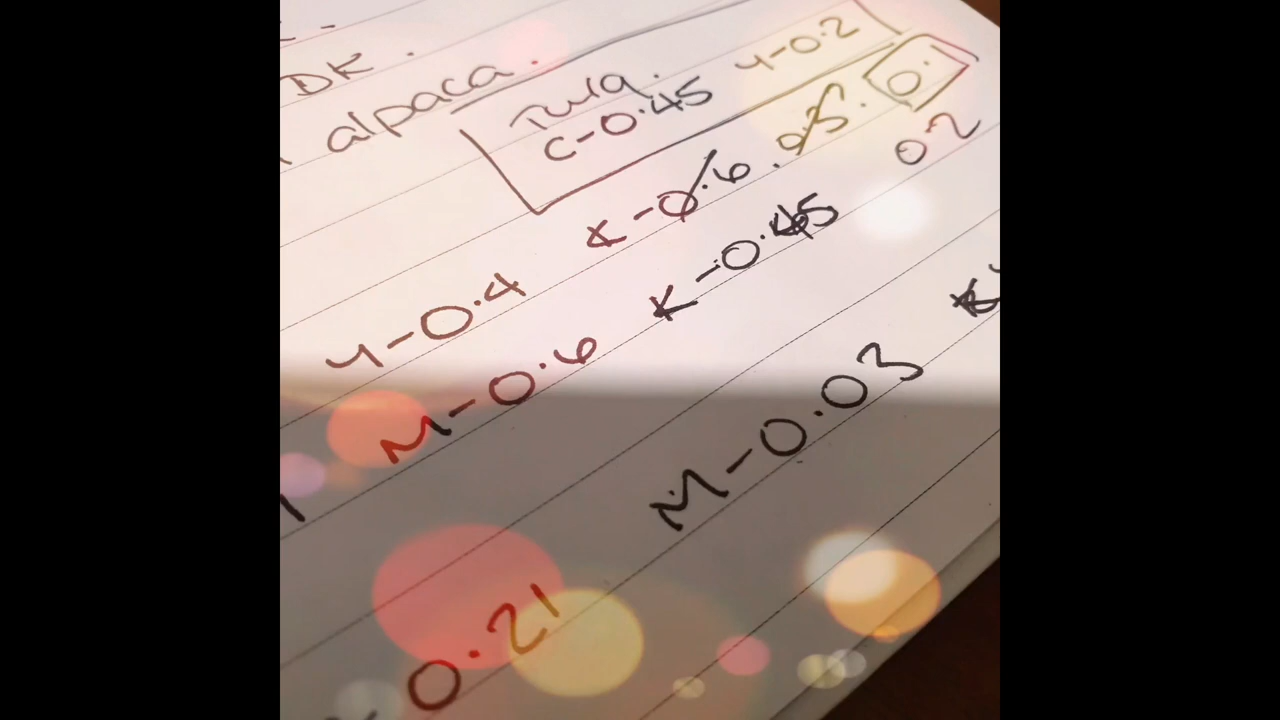 DK.
alpaca.
Turq.
C-0.45 Y-0.2
Y-0.4 K-0.6 . 0.5. 0.1
0.2
M-0.6 K-0.45
M-0.03 K
0.21